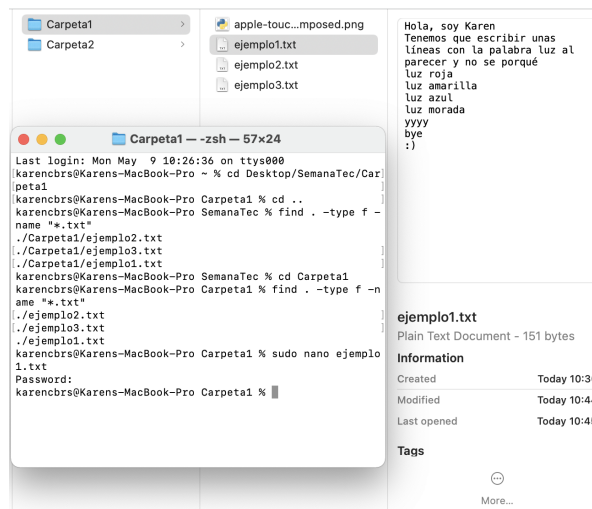 Carpeta1
Carpeta2
apple-touc...mposed.png
ejemplo1.txt
ejemplo2.txt
ejemplo3.txt
Hola, soy Karen
Tenemos que escribir unas
líneas con la palabra luz al
parecer y no se porqué
luz roja
luz amarilla
luz azul
luz morada
yyyy
bye
:)
Carpeta1 — -zsh — 57×24
Last login: Mon May  9 10:26:36 on ttys000
[karencbrs@Karens-MacBook-Pro ~ % cd Desktop/SemanaTec/Car]
[peta1 ]
[karencbrs@Karens-MacBook-Pro Carpeta1 % cd .. ]
karencbrs@Karens-MacBook-Pro SemanaTec % find . -type f -
name "*.txt"
./Carpeta1/ejemplo2.txt
[./Carpeta1/ejemplo3.txt ]
[./Carpeta1/ejemplo1.txt ]
karencbrs@Karens-MacBook-Pro SemanaTec % cd Carpeta1
karencbrs@Karens-MacBook-Pro Carpeta1 % find . -type f -n
ame "*.txt"
[./ejemplo2.txt ]
[./ejemplo3.txt ]
./ejemplo1.txt
karencbrs@Karens-MacBook-Pro Carpeta1 % sudo nano ejemplo
1.txt
Password:
karencbrs@Karens-MacBook-Pro Carpeta1 %
ejemplo1.txt
Plain Text Document - 151 bytes
Information
Created Today
Modified Today
Last opened Today
Tags
More...